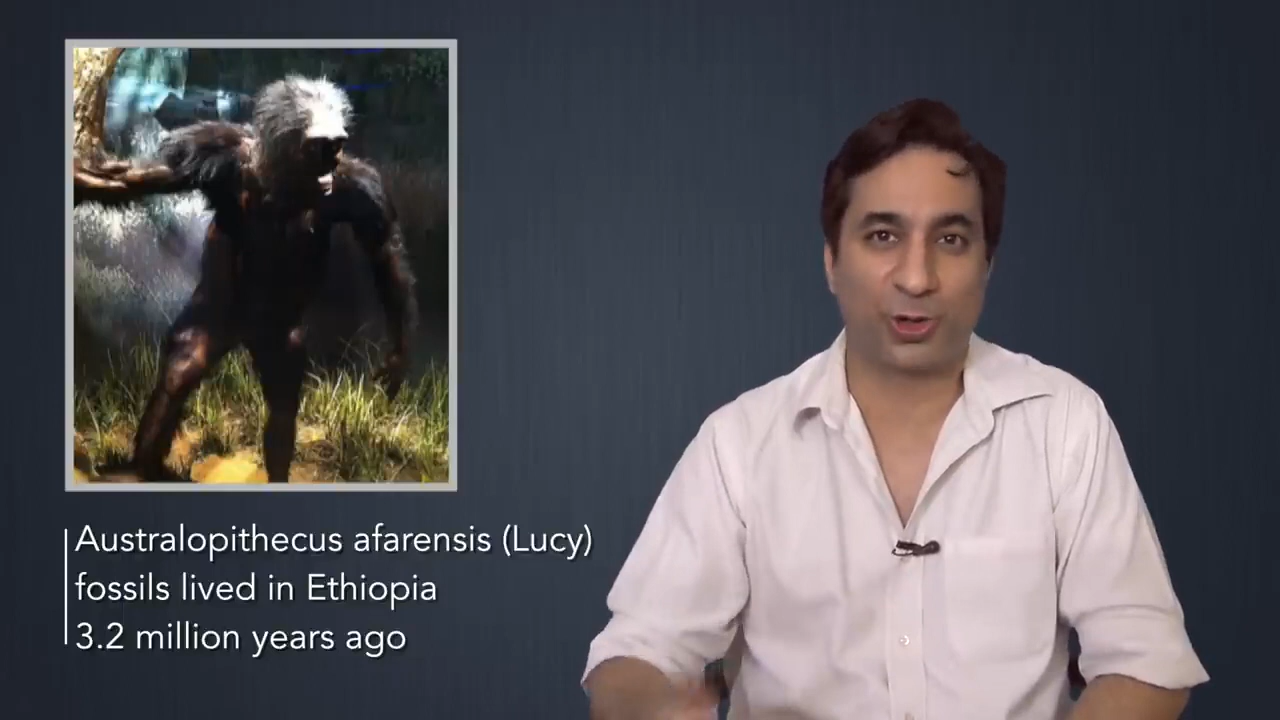 Australopithecus afarensis (Lucy)
fossils lived in Ethiopia
3.2 million years ago